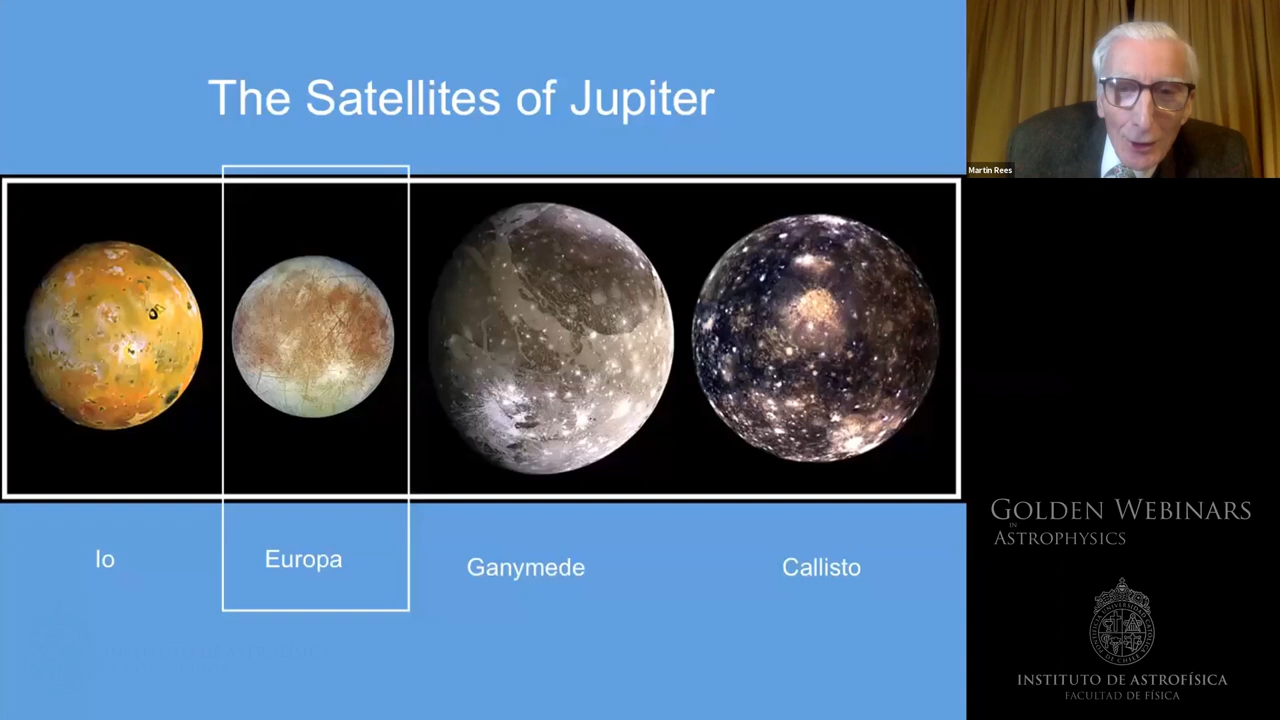 The Satellites of Jupiter
Io
Europa
Ganymede
Callisto
Martin Rees
GOLDEN WEBINARS
IN
ASTROPHYSICS
INSTITUTO DE ASTROFÍSICA
FACULTAD DE FÍSICA